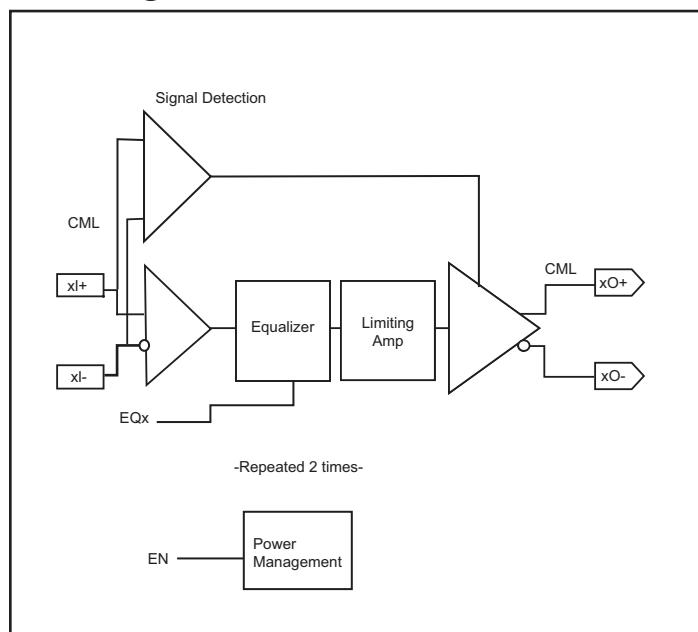 Signal Detection
CML
xI+
xI-
Equalizer
Limiting
Amp
CML
xO+
xO-
EQx
-Repeated 2 times-
EN
Power
Management